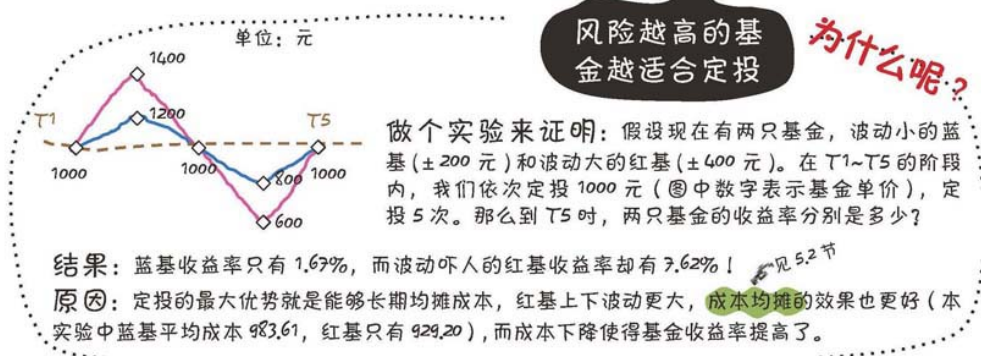 单位：元
1400
1200
T1
T5
1000
1000
800
1000
600
风险越高的基
金越适合定投
为什么呢？
做个实验来证明：假设现在有两只基金，波动小的蓝
基(±200 元)和波动大的红基(±400 元)。在 T1~T5 的阶段
内，我们依次定投 1000 元（图中数字表示基金单价），定
投 5 次。那么到 T5 时，两只基金的收益率分别是多少？
见 5.2 节
结果：蓝基收益率只有 1.67%，而波动吓人的红基收益率却有 7.62%！
原因：定投的最大优势就是能够长期均摊成本，红基上下波动更大，成本均摊的效果也更好（本
实验中蓝基平均成本 983.61，红基只有 929.20），而成本下降使得基金收益率提高了。